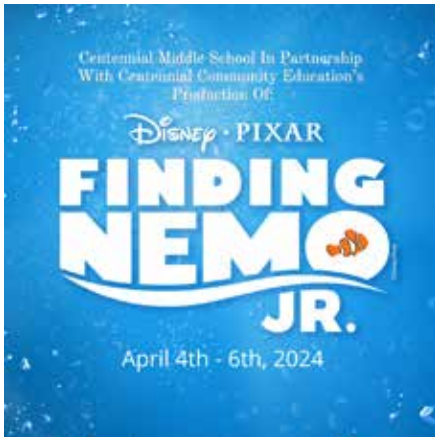 Centennial Middle School In Partnership
With Centennial Community Education's
Production Of:
Disney • PIXAR
FINDING
NEMO
JR.
April 4th - 6th, 2024